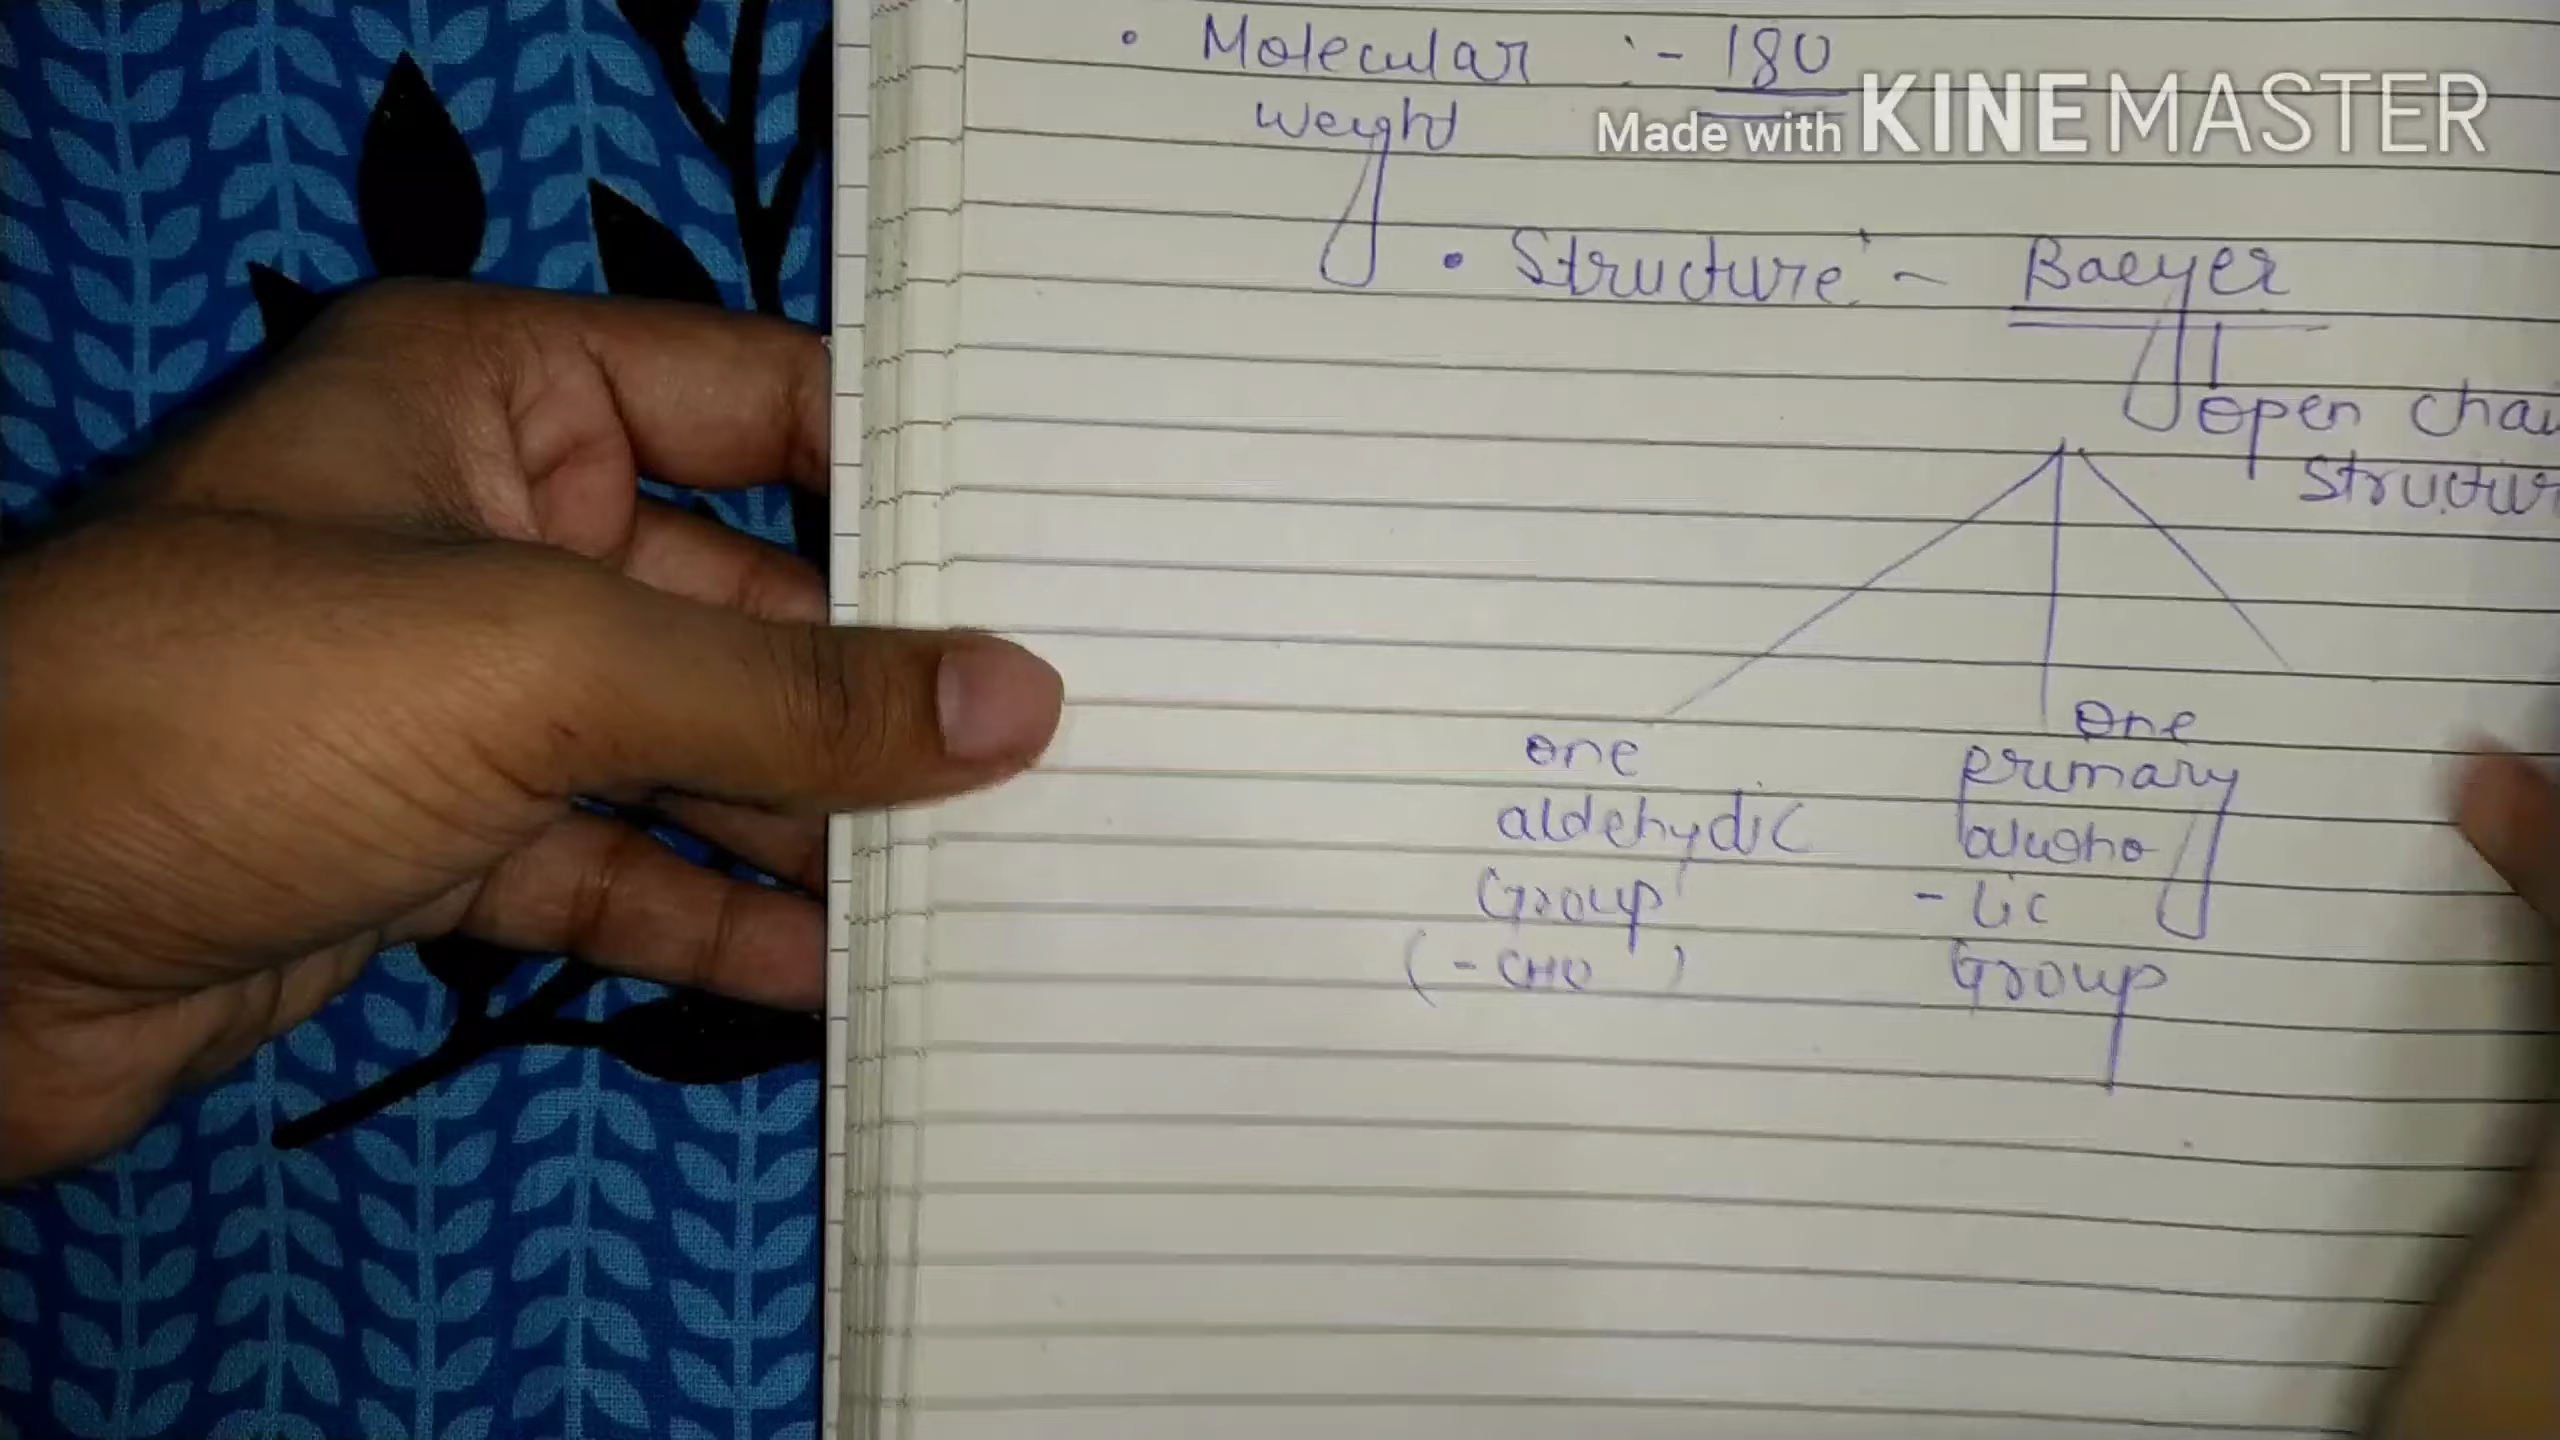 • Molecular :- 180
Weight
Made with KINEMASTER
• Structure :- Baeyer
open chai
Structur
one
aldehydic
Group
(-CHO)
One
primary
alcoho
- lic
Group